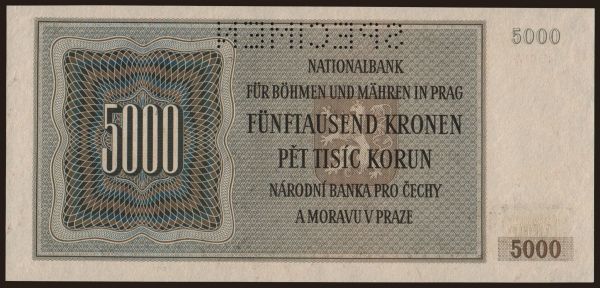 SPECIMEN
5000
NATIONALBANK
FÜR BÖHMEN UND MÄHREN IN PRAG
FÜNFTAUSEND KRONEN
PĚT TISÍC KORUN
NÁRODNÍ BANKA PRO ČECHY
A MORAVU V PRAZE
5000
5000